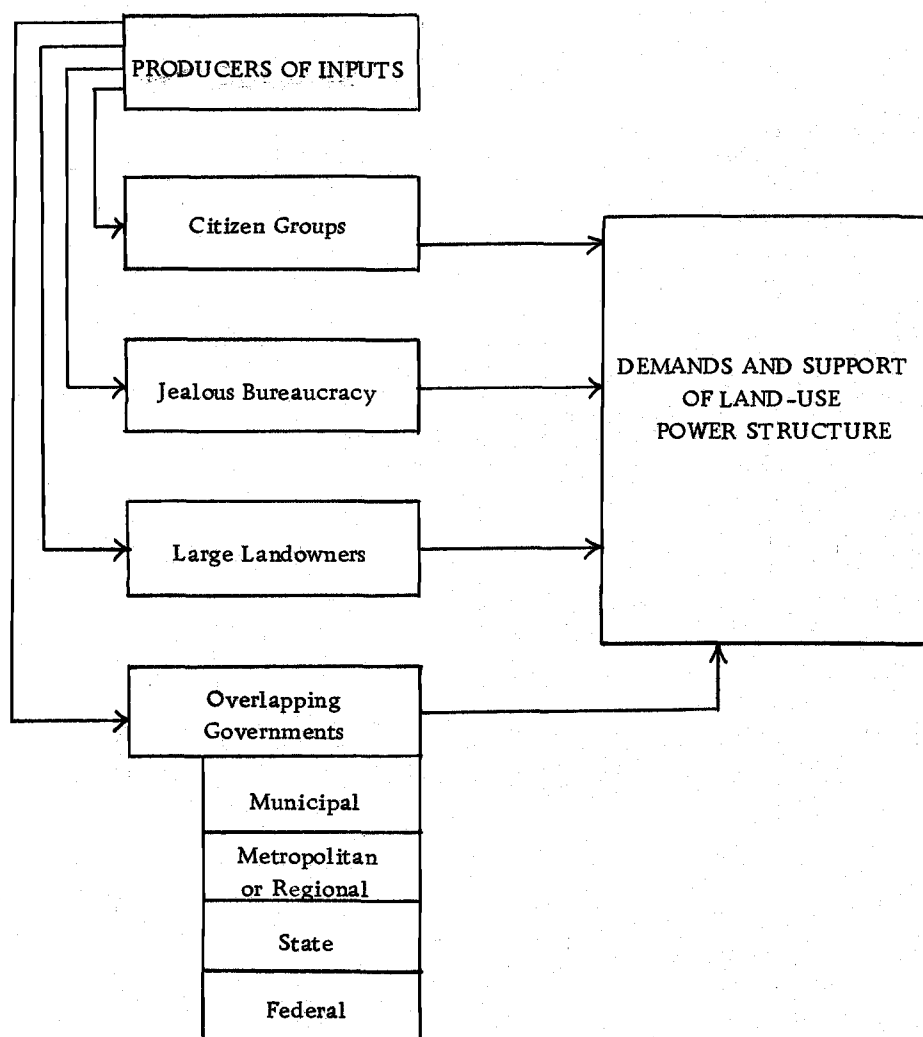 PRODUCERS OF INPUTS
Citizen Groups
Jealous Bureaucracy
Large Landowners
Overlapping
Governments
Municipal
Metropolitan
or Regional
State
Federal
DEMANDS AND SUPPORT
OF LAND-USE
POWER STRUCTURE